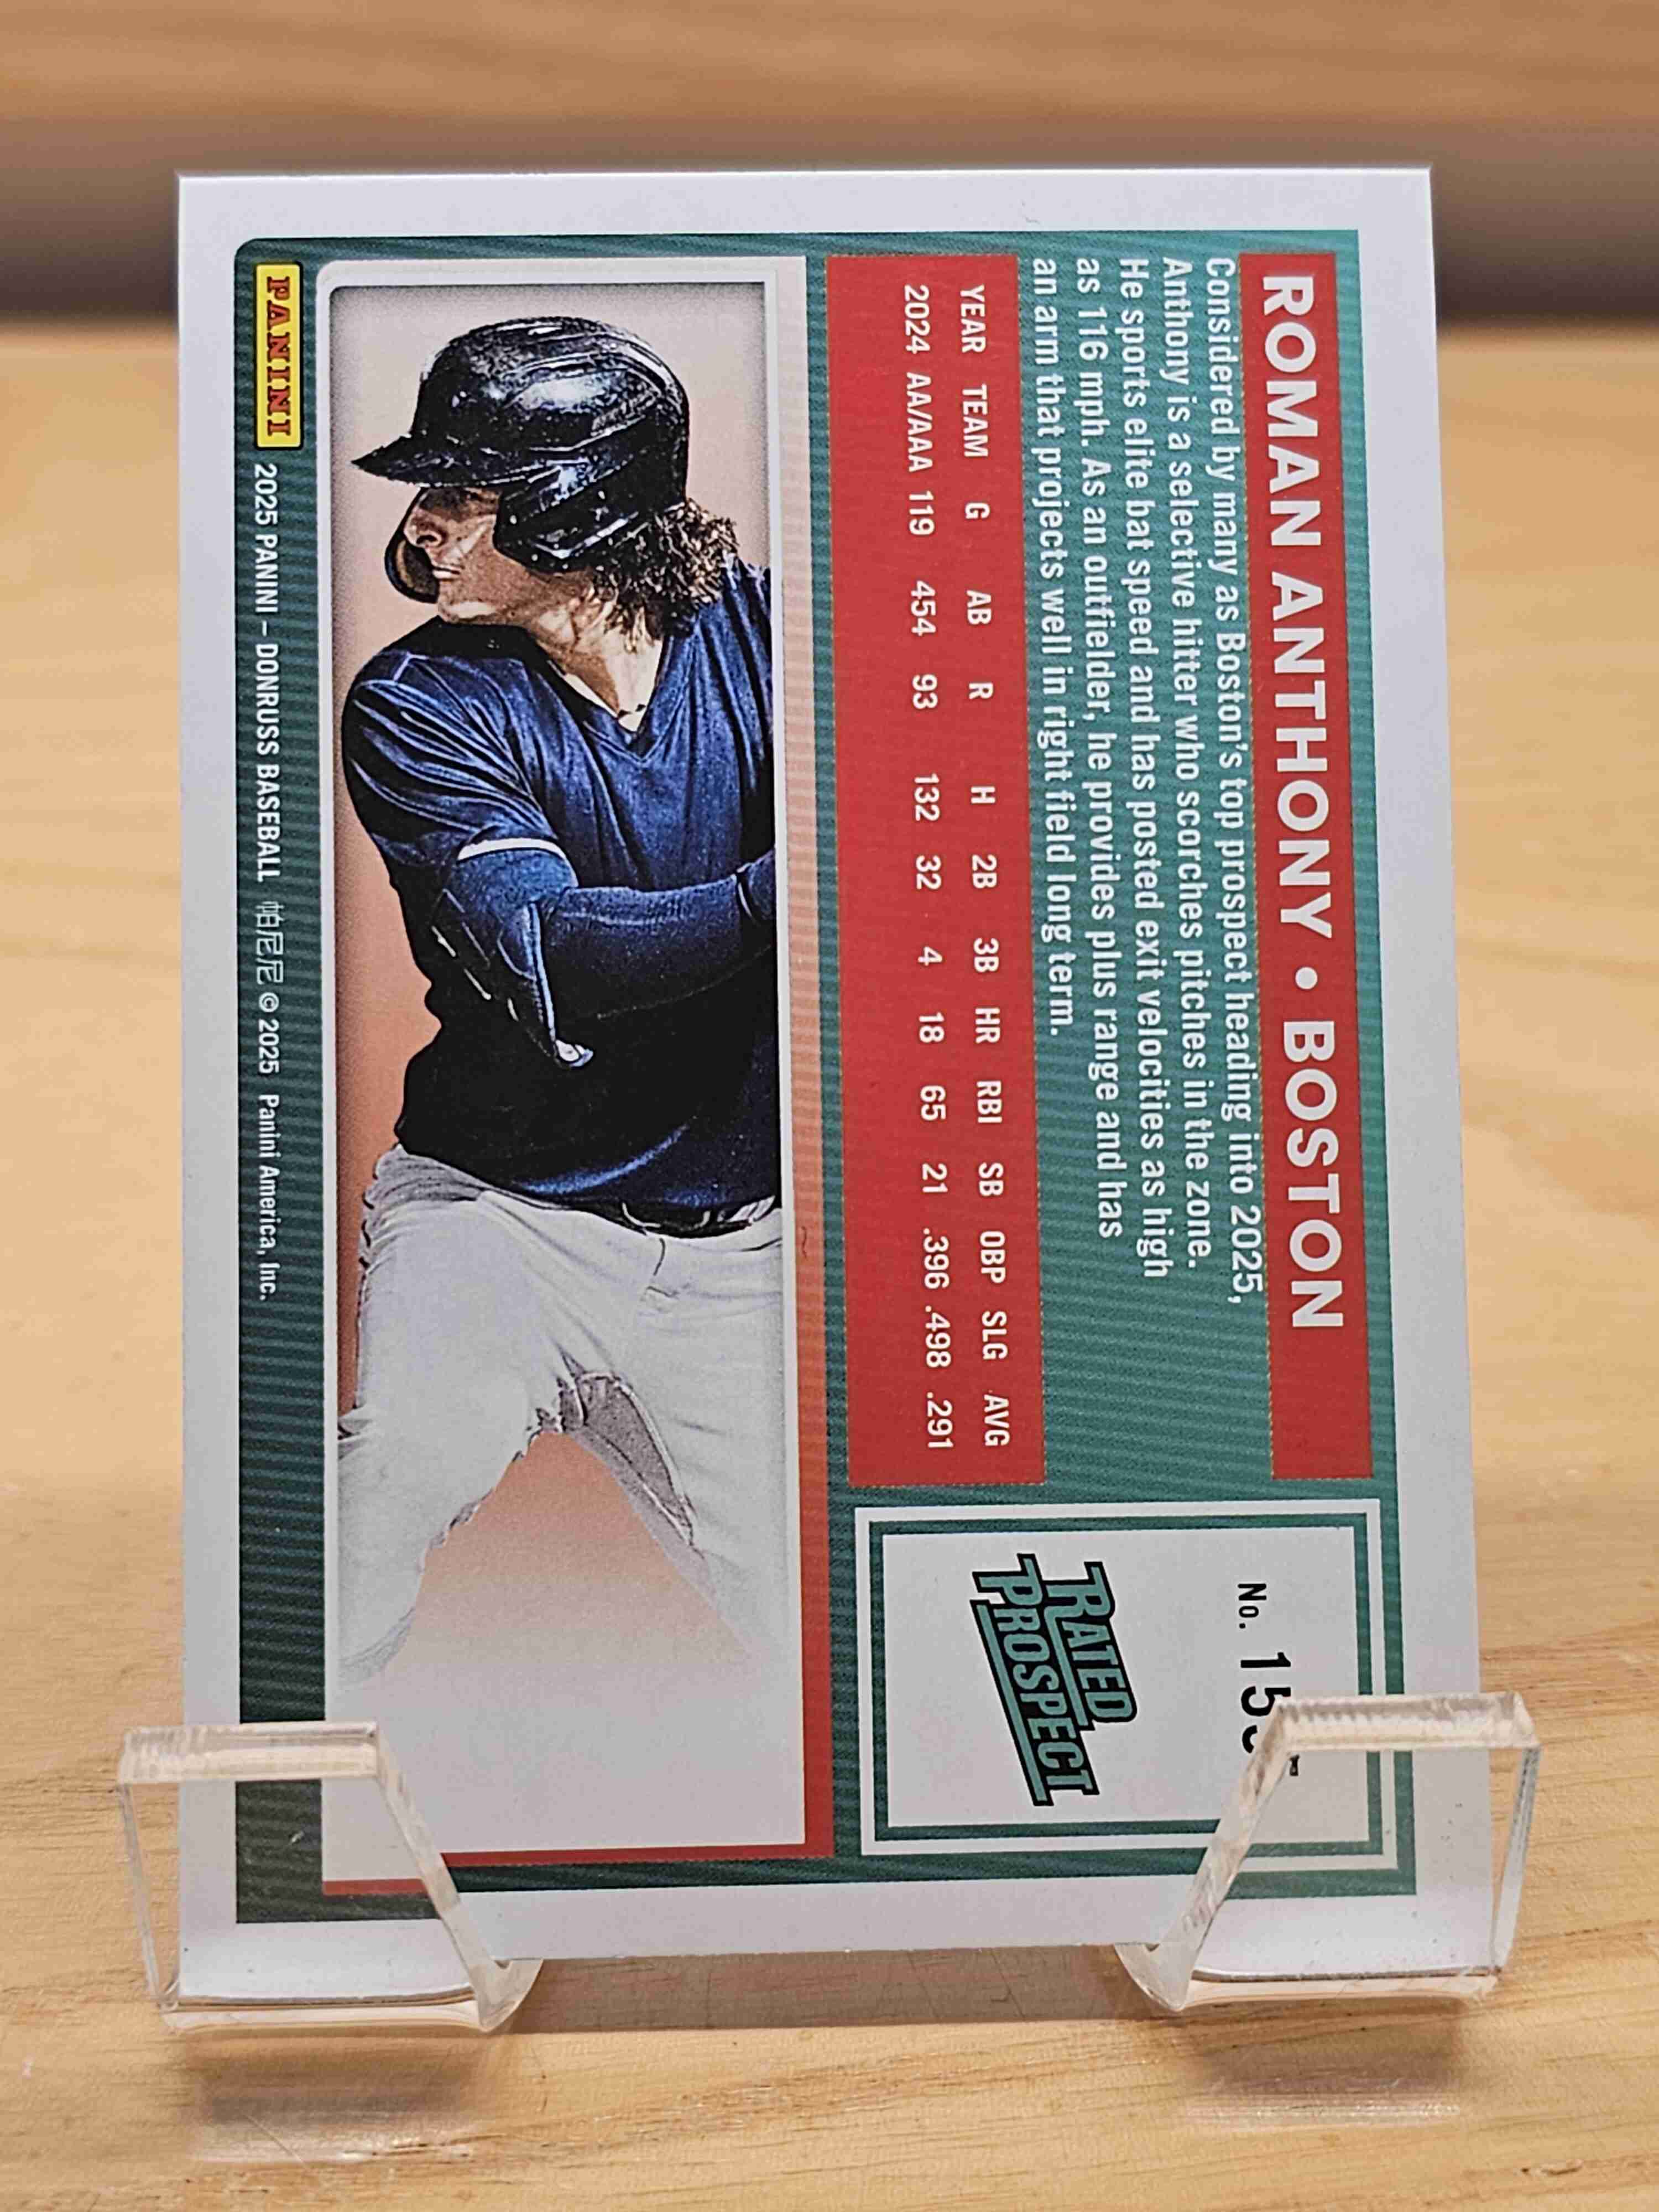 ROMAN ANTHONY • BOSTON
Considered by many as Boston's top prospect heading into 2025,
Anthony is a selective hitter who scorches pitches in the zone.
He sports elite bat speed and has posted exit velocities as high
as 116 mph. As an outfielder, he provides plus range and has
an arm that projects well in right field long term.
YEAR TEAM G AB R H 2B 3B HR RBI SB OBP SLG AVG
2024 AA/AAA 119 454 93 132 32 4 18 65 21 .396 .498 .291
No.
RATED
PROSPECT
PANINI 2025 PANINI – DONRUSS BASEBALL 帕尼尼 © 2025 Panini America, Inc.